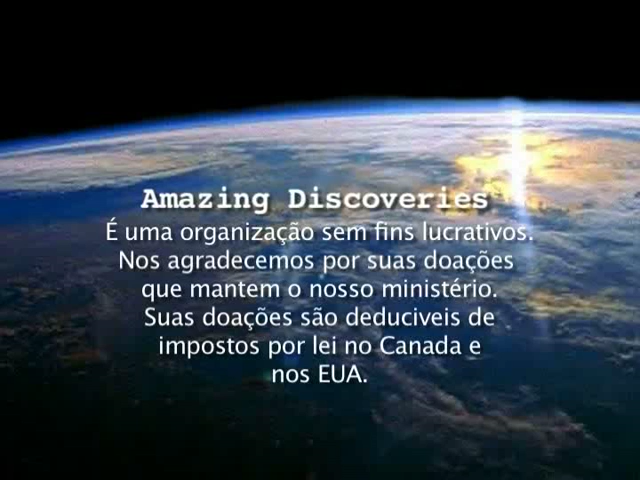 Amazing Discoveries
É uma organização sem fins lucrativos.
Nos agradecemos por suas doações
que mantem o nosso ministério.
Suas doações são deduciveis de
impostos por lei no Canada e
nos EUA.